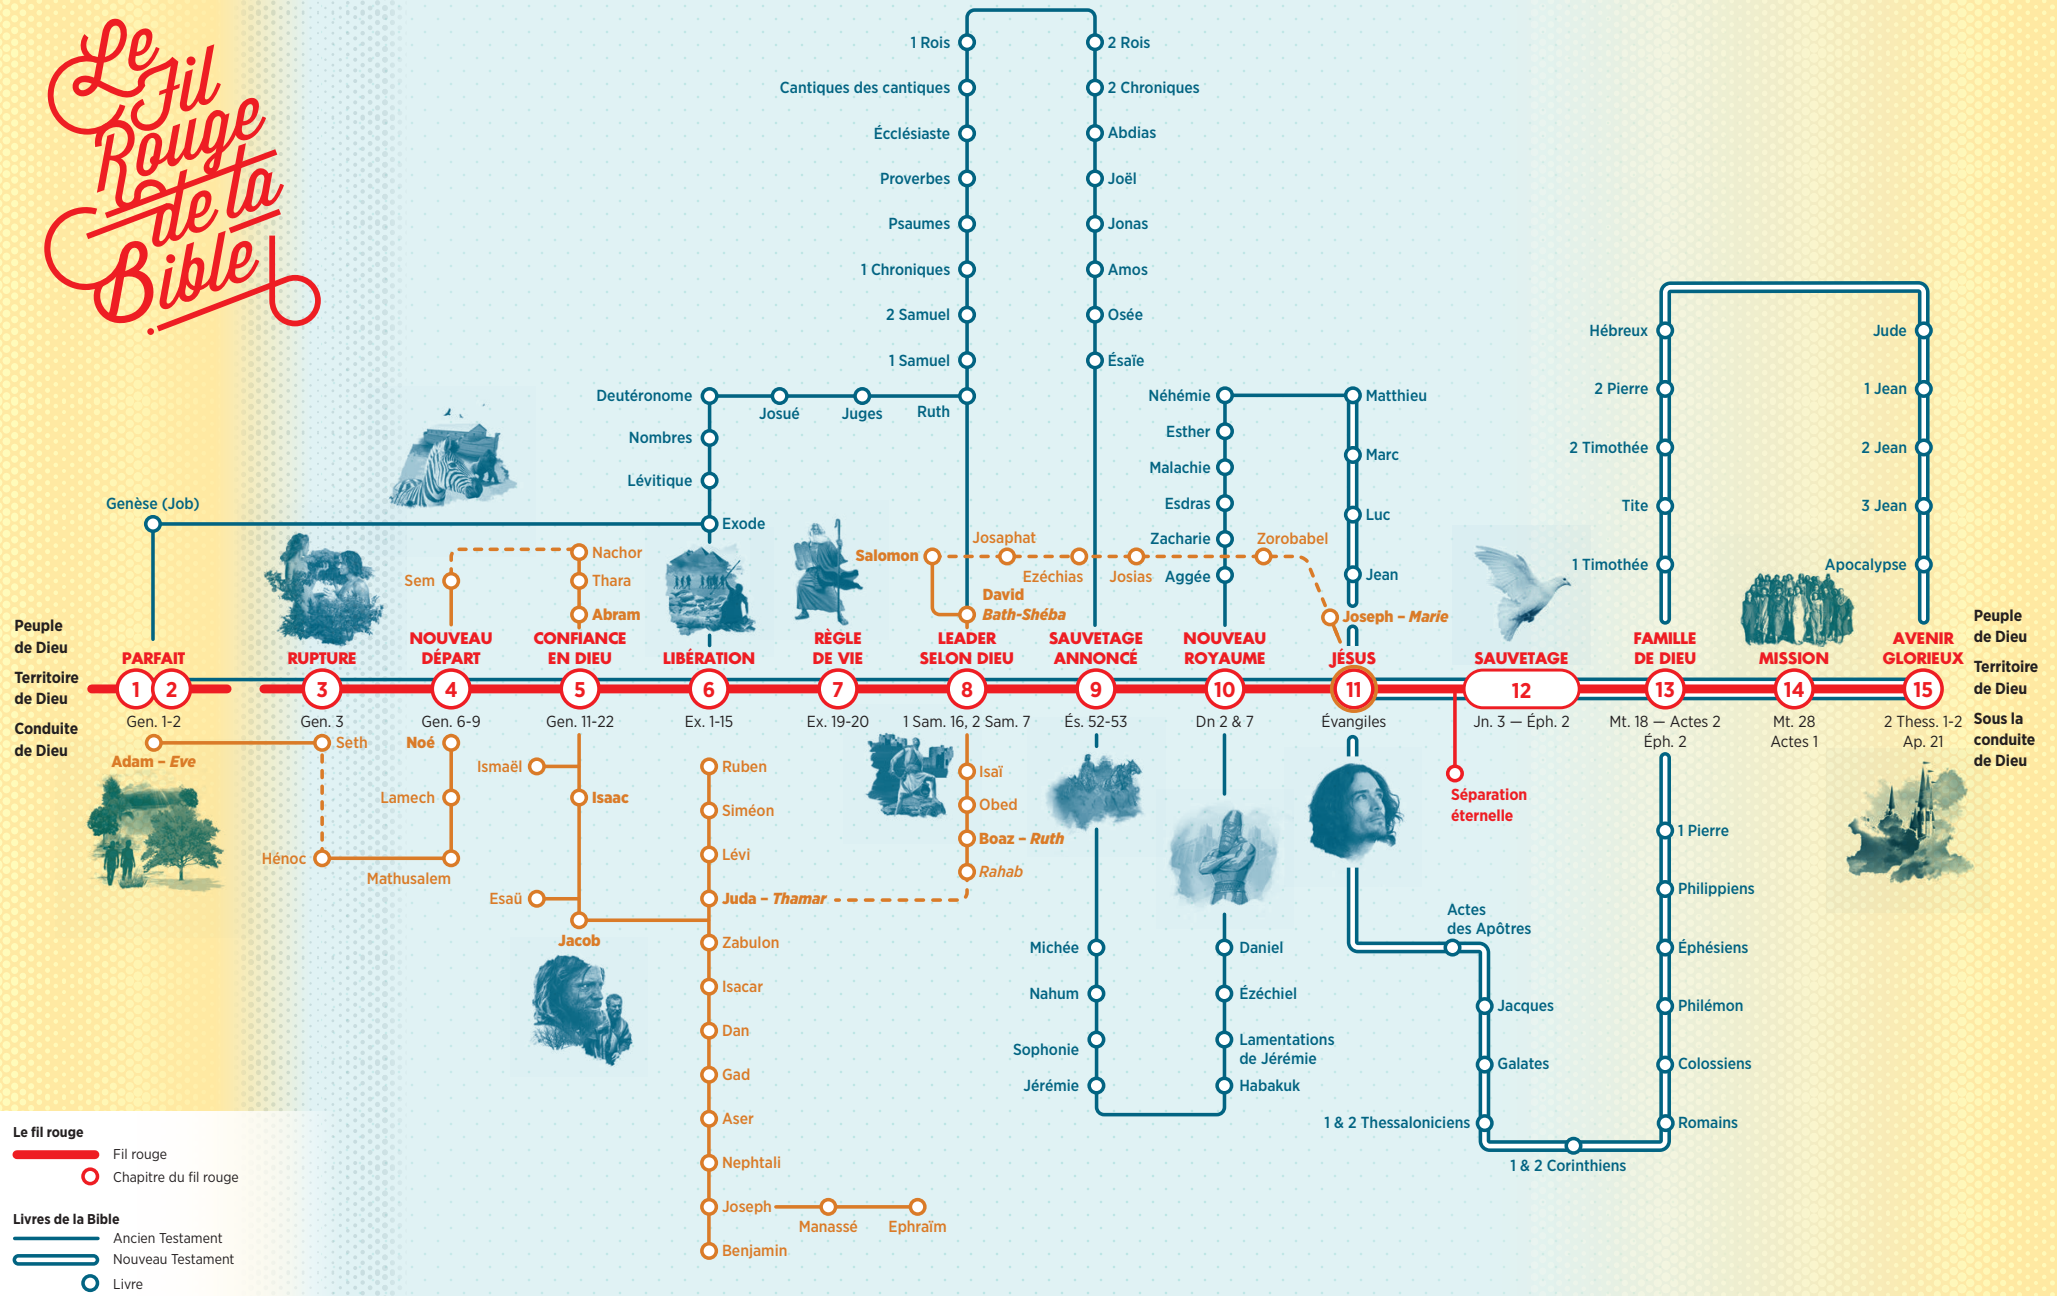 Le
Fil
Rouge
de la
Bible
1 Rois
Cantiques des cantiques
Écclésiaste
Proverbes
Psaumes
1 Chroniques
2 Samuel
1 Samuel
Ruth
2 Rois
2 Chroniques
Abdias
Joël
Jonas
Amos
Osée
Ésaïe
Deutéronome
Josué
Juges
Nombres
Lévitique
Exode
Genèse (Job)
Néhémie
Esther
Malachie
Esdras
Zacharie
Aggée
Matthieu
Marc
Luc
Jean
Hébreux
2 Pierre
2 Timothée
Tite
1 Timothée
Jude
1 Jean
2 Jean
3 Jean
Apocalypse
Sem
Nachor
Thara
Abram
Salomon
Josaphat
Ezéchias
Josias
Zorobabel
David
Bath-Shéba
Joseph – Marie
Peuple
de Dieu
Territoire
de Dieu
Conduite
de Dieu
PARFAIT
1
2
Gen. 1-2
RUPTURE
3
Gen. 3
NOUVEAU
DÉPART
4
Gen. 6-9
CONFIANCE
EN DIEU
5
Gen. 11-22
LIBÉRATION
6
Ex. 1-15
RÈGLE
DE VIE
7
Ex. 19-20
LEADER
SELON DIEU
8
1 Sam. 16, 2 Sam. 7
SAUVETAGE
ANNONCÉ
9
És. 52-53
NOUVEAU
ROYAUME
10
Dn 2 & 7
JÉSUS
11
Évangiles
SAUVETAGE
12
Jn. 3 — Éph. 2
FAMILLE
DE DIEU
13
Mt. 18 — Actes 2
Éph. 2
MISSION
14
Mt. 28
Actes 1
AVENIR
GLORIEUX
15
2 Thess. 1-2
Ap. 21
Peuple
de Dieu
Territoire
de Dieu
Sous la
conduite
de Dieu
Adam – Eve
Seth
Hénoc
Mathusalem
Noé
Lamech
Ismaël
Isaac
Esaü
Jacob
Ruben
Siméon
Lévi
Juda – Thamar
Zabulon
Isacar
Dan
Gad
Aser
Nephtali
Joseph
Manassé
Ephraïm
Benjamin
Isaï
Obed
Boaz – Ruth
Rahab
Michée
Nahum
Sophonie
Jérémie
Daniel
Ézéchiel
Lamentations
de Jérémie
Habakuk
Séparation
éternelle
Actes
des Apôtres
Jacques
Galates
1 & 2 Thessaloniciens
1 & 2 Corinthiens
1 Pierre
Philippiens
Éphésiens
Philémon
Colossiens
Romains
Le fil rouge
Fil rouge
Chapitre du fil rouge
Livres de la Bible
Ancien Testament
Nouveau Testament
Livre